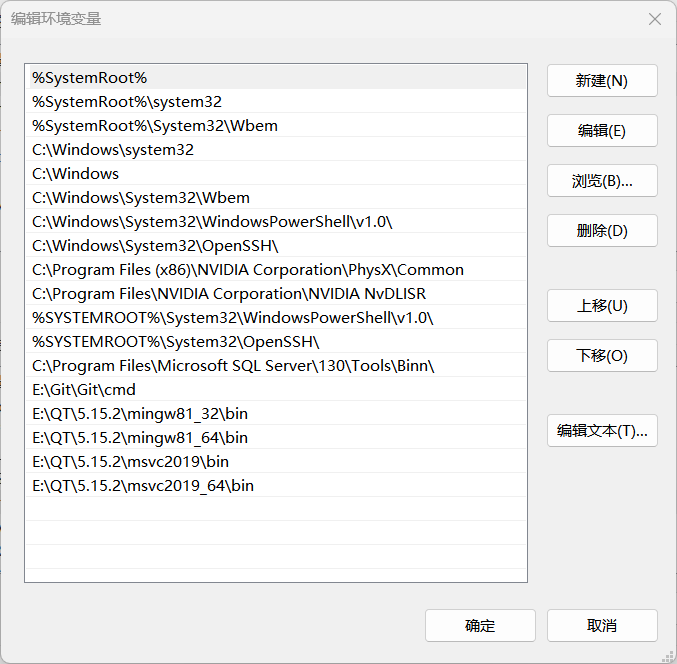 编辑环境变量
%SystemRoot%
%SystemRoot%\system32
%SystemRoot%\System32\Wbem
C:\Windows\system32
C:\Windows
C:\Windows\System32\Wbem
C:\Windows\System32\WindowsPowerShell\v1.0\
C:\Windows\System32\OpenSSH\
C:\Program Files (x86)\NVIDIA Corporation\PhysX\Common
C:\Program Files\NVIDIA Corporation\NVIDIA NvDLISR
%SYSTEMROOT%\System32\WindowsPowerShell\v1.0\
%SYSTEMROOT%\System32\OpenSSH\
C:\Program Files\Microsoft SQL Server\130\Tools\Binn\
E:\Git\Git\cmd
E:\QT\5.15.2\mingw81_32\bin
E:\QT\5.15.2\mingw81_64\bin
E:\QT\5.15.2\msvc2019\bin
E:\QT\5.15.2\msvc2019_64\bin
新建(N)
编辑(E)
浏览(B)...
删除(D)
上移(U)
下移(O)
编辑文本(T)...
确定
取消